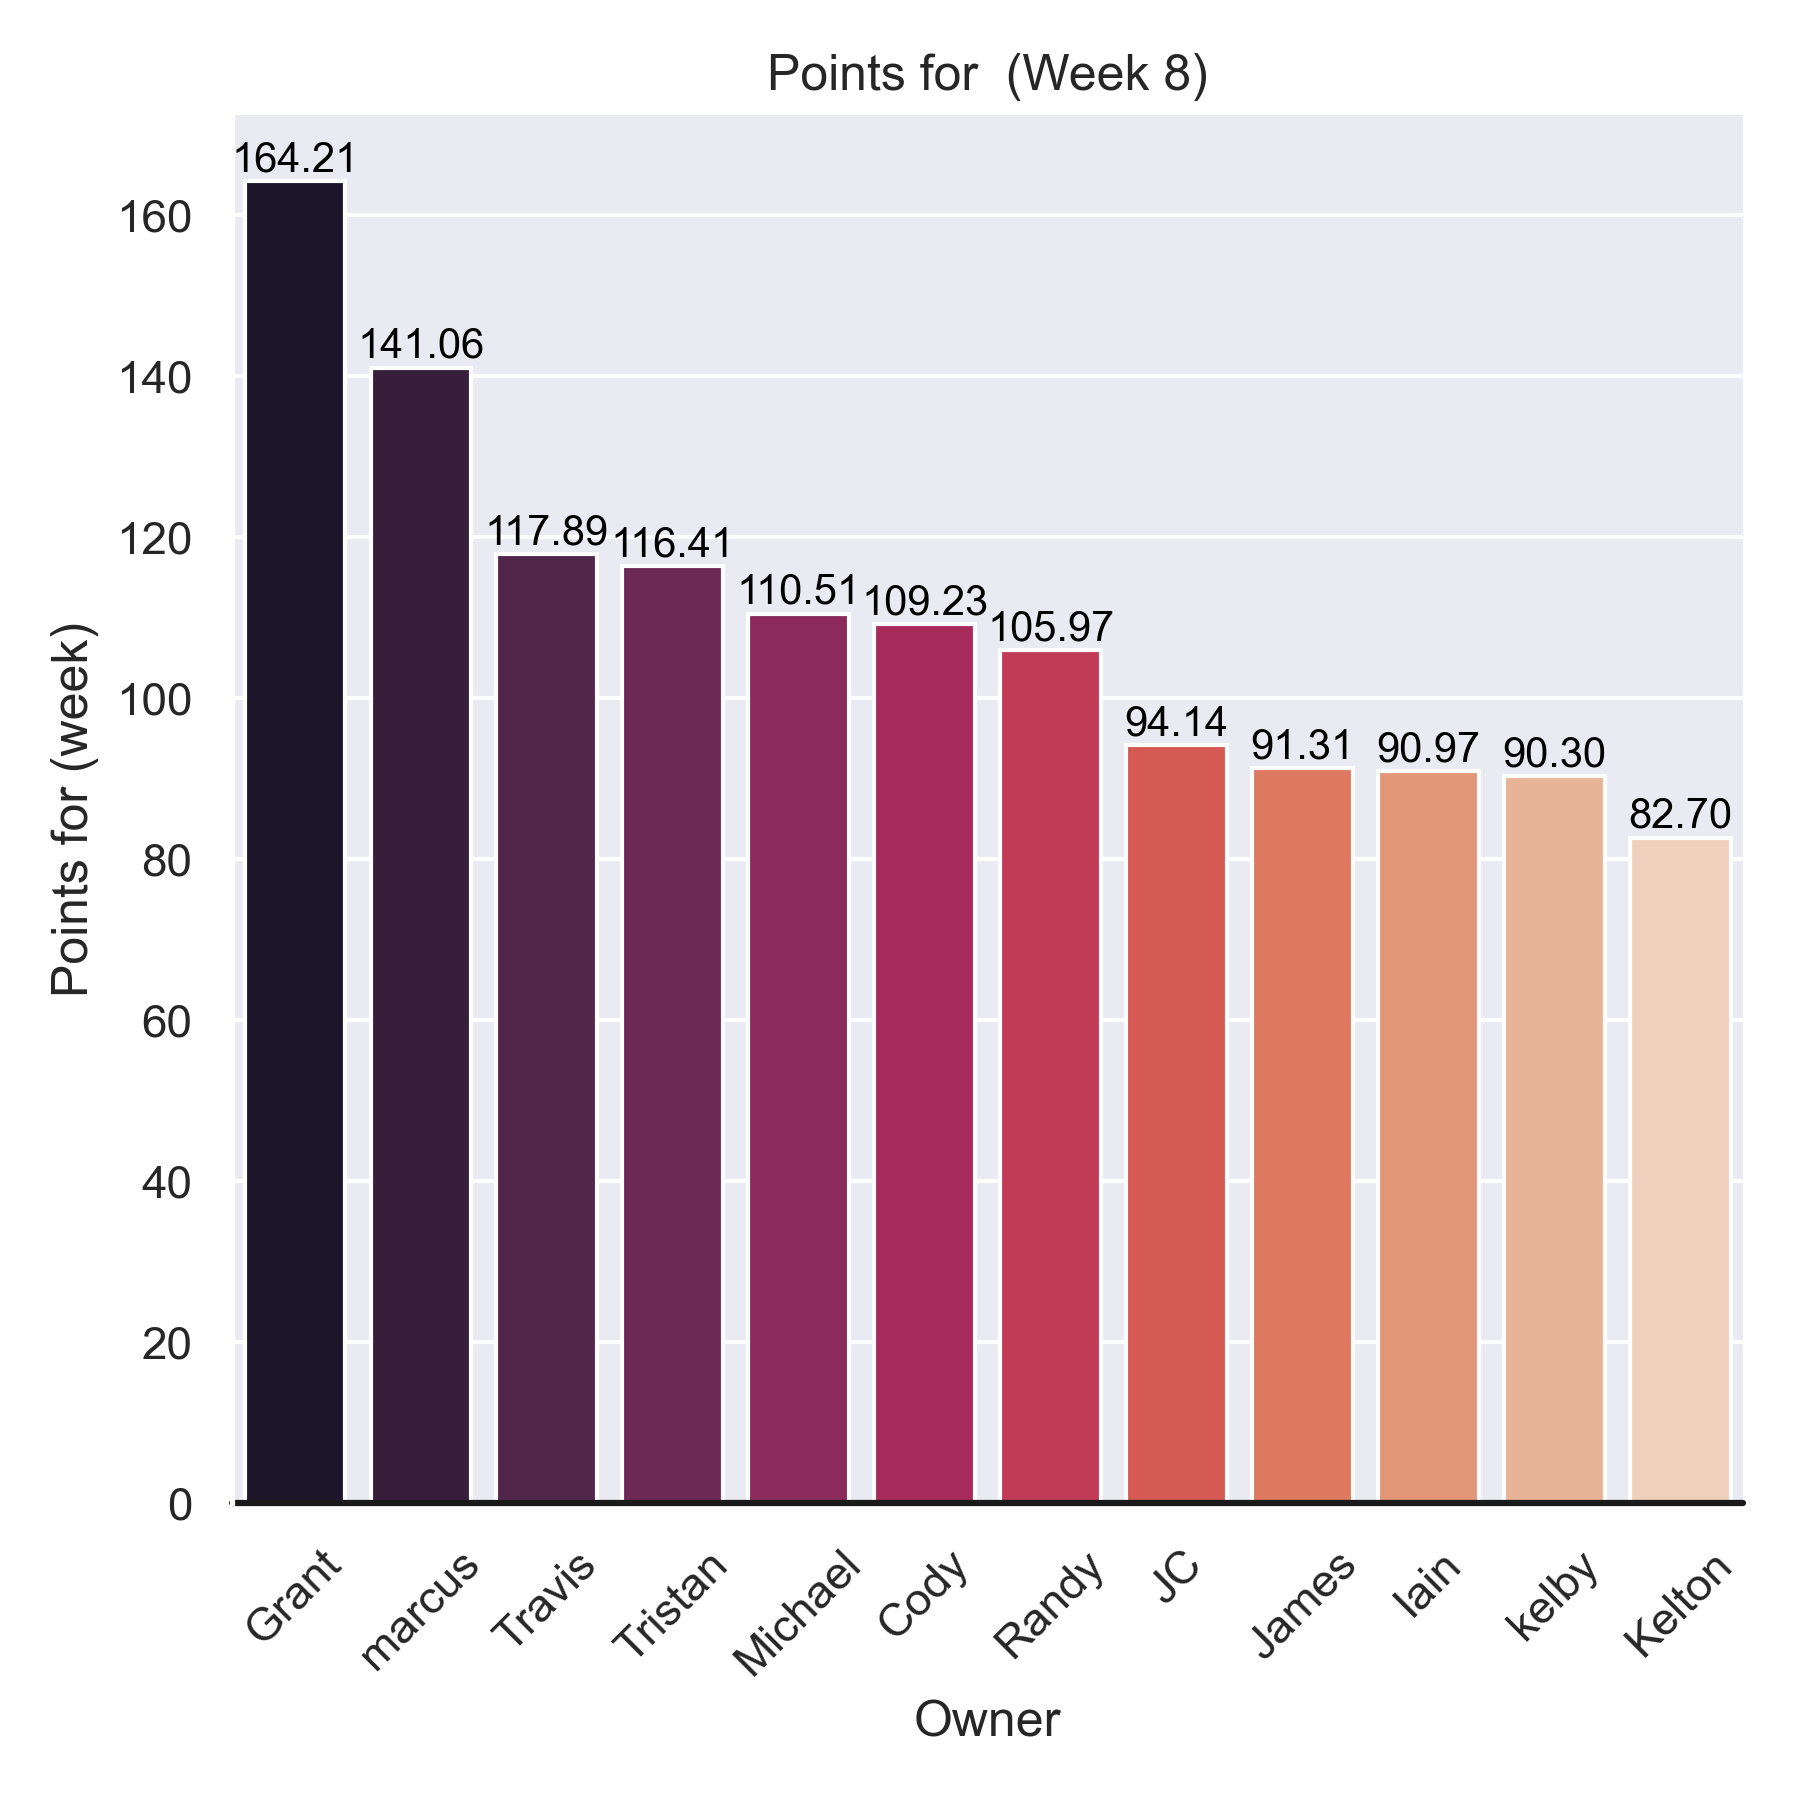 Points for  (Week 8)
Points for (week)
160
140
120
100
80
60
40
20
0
164.21
141.06
117.89
116.41
110.51
109.23
105.97
94.14
91.31
90.97
90.30
82.70
Grant
marcus
Travis
Tristan
Michael
Cody
Randy
JC
James
Iain
kelby
Kelton
Owner